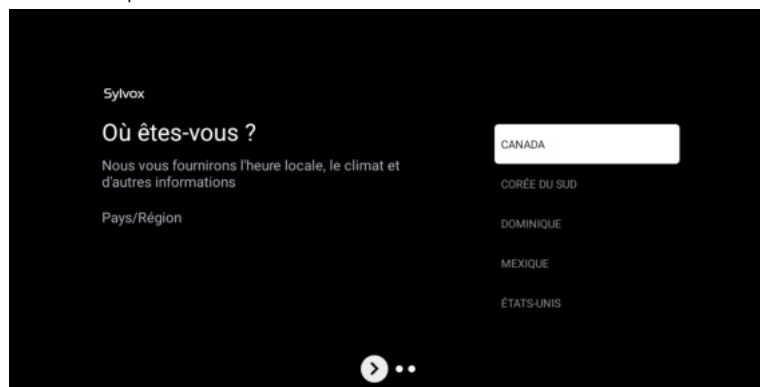 Sylvox
Où êtes-vous ?
Nous vous fournirons l'heure locale, le climat et
d'autres informations
Pays/Région
CANADA
CORÉE DU SUD
DOMINIQUE
MEXIQUE
ÉTATS-UNIS